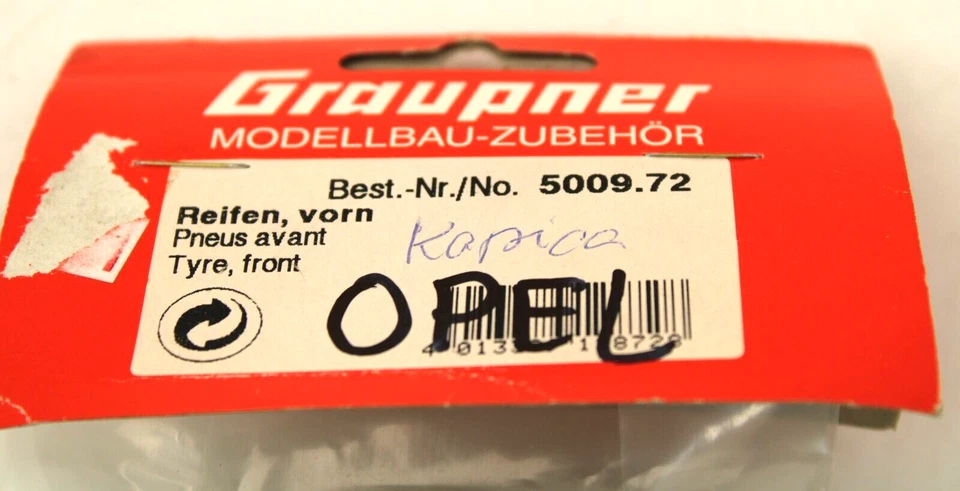 Graupner
MODELLBAU-ZUBEHÖR
Best.-Nr./No. 5009.72
Reifen, vorn
Pneus avant
Tyre, front
Kapica
OPEL